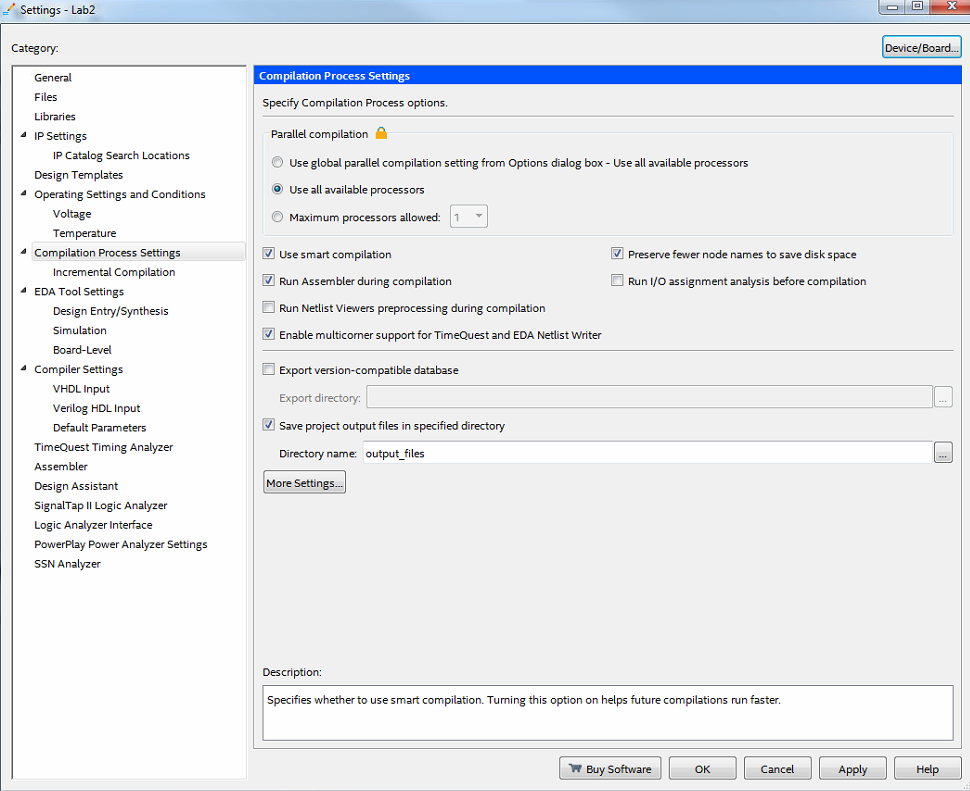 Settings - Lab2
Category:
Device/Board...
General
Files
Libraries
IP Settings
IP Catalog Search Locations
Design Templates
Operating Settings and Conditions
Voltage
Temperature
Compilation Process Settings
Incremental Compilation
EDA Tool Settings
Design Entry/Synthesis
Simulation
Board-Level
Compiler Settings
VHDL Input
Verilog HDL Input
Default Parameters
TimeQuest Timing Analyzer
Assembler
Design Assistant
SignalTap II Logic Analyzer
Logic Analyzer Interface
PowerPlay Power Analyzer Settings
SSN Analyzer
Compilation Process Settings
Specify Compilation Process options.
Parallel compilation
Use global parallel compilation setting from Options dialog box - Use all available processors
Use all available processors
Maximum processors allowed: 1
Use smart compilation
Preserve fewer node names to save disk space
Run Assembler during compilation
Run I/O assignment analysis before compilation
Run Netlist Viewers preprocessing during compilation
Enable multicorner support for TimeQuest and EDA Netlist Writer
Export version-compatible database
Export directory:
...
Save project output files in specified directory
Directory name: output_files
...
More Settings...
Description:
Specifies whether to use smart compilation. Turning this option on helps future compilations run faster.
Buy Software
OK
Cancel
Apply
Help